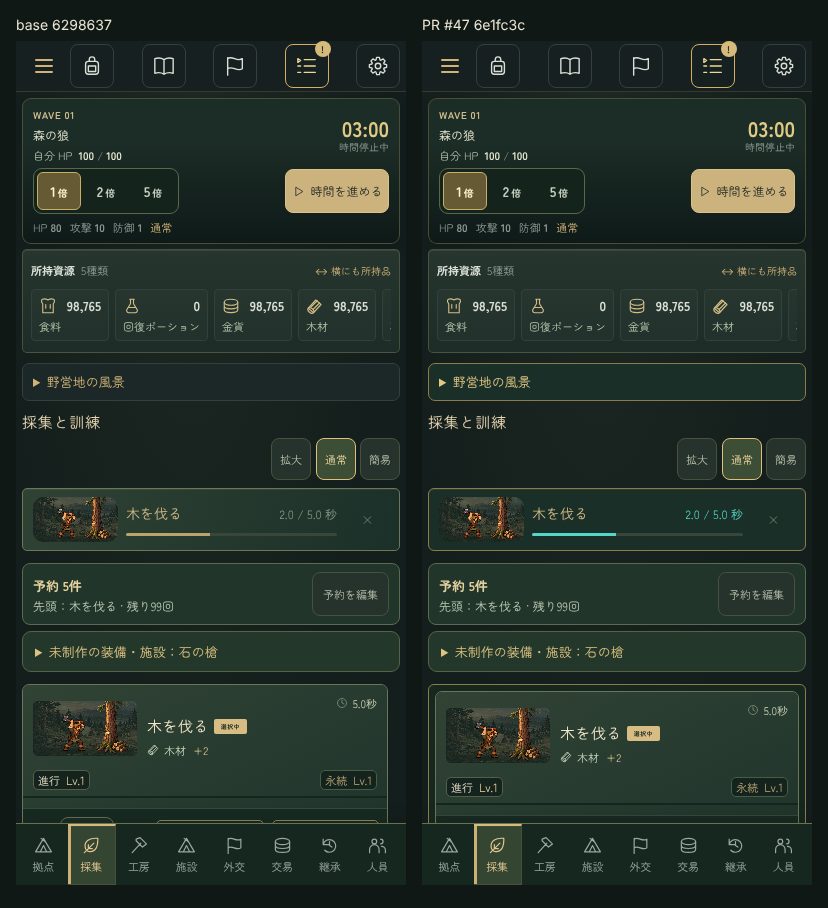 base 6298637
!
WAVE 01
森の狼
03:00
自分 HP 100 / 100
時間停止中
1倍 2倍 5倍
時間を進める
HP 80 攻撃 10 防御 1 通常
所持資源 5種類
↔ 横にも所持品
98,765 0 98,765 98,765
食料 回復ポーション 金貨 木材
▶ 野営地の風景
採集と訓練
拡大 通常 簡易
木を伐る 2.0 / 5.0 秒 ×
予約 5件
先頭：木を伐る · 残り99回
予約を編集
▶ 未制作の装備・施設：石の槍
5.0秒
木を伐る 選択中
木材 +2
進行 Lv.1 永続 Lv.1
拠点 採集 工房 施設 外交 交易 継承 人員
PR #47 6e1fc3c
!
WAVE 01
森の狼
03:00
自分 HP 100 / 100
時間停止中
1倍 2倍 5倍
時間を進める
HP 80 攻撃 10 防御 1 通常
所持資源 5種類
↔ 横にも所持品
98,765 0 98,765 98,765
食料 回復ポーション 金貨 木材
▶ 野営地の風景
採集と訓練
拡大 通常 簡易
木を伐る 2.0 / 5.0 秒 ×
予約 5件
先頭：木を伐る · 残り99回
予約を編集
▶ 未制作の装備・施設：石の槍
5.0秒
木を伐る 選択中
木材 +2
進行 Lv.1 永続 Lv.1
拠点 採集 工房 施設 外交 交易 継承 人員